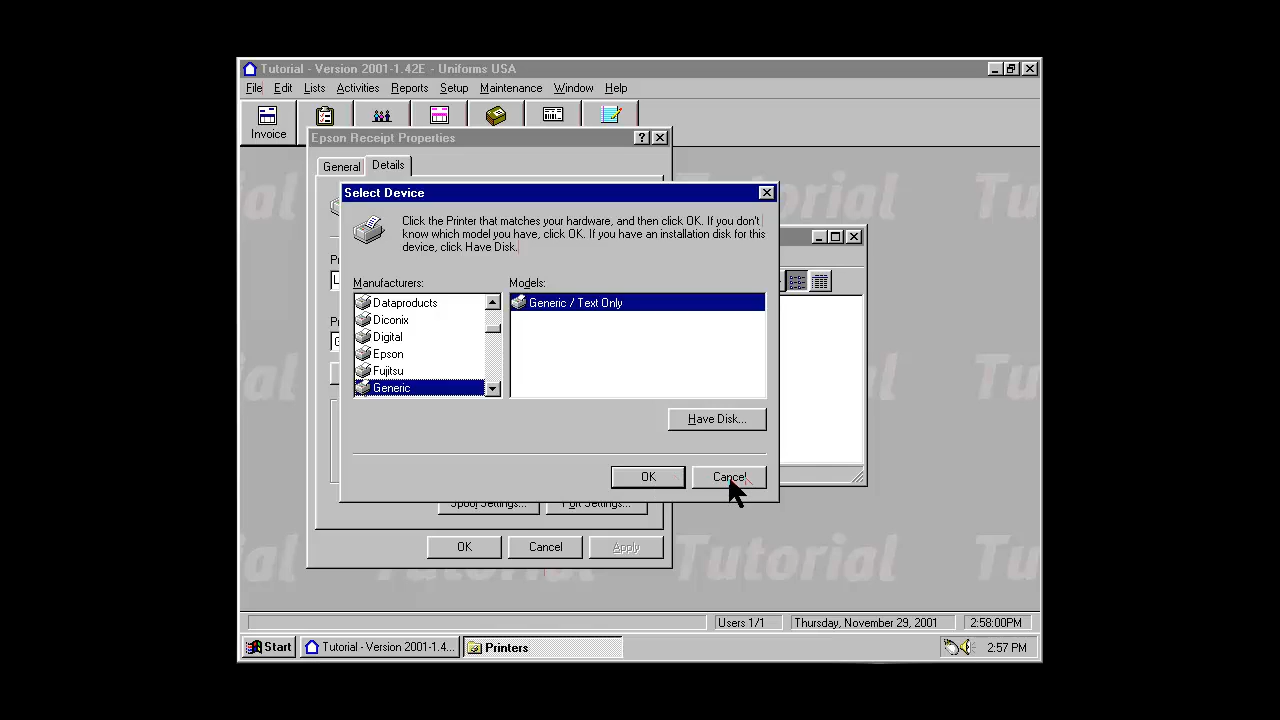 Tutorial - Version 2001-1.42E - Uniforms USA
File Edit Lists Activities Reports Setup Maintenance Window Help
Invoice
Epson Receipt Properties
General Details
Select Device
Click the Printer that matches your hardware, and then click OK. If you don't
know which model you have, click OK. If you have an installation disk for this
device, click Have Disk.
Manufacturers: Models:
Dataproducts
Diconix
Digital
Epson
Fujitsu
Generic
Generic / Text Only
Have Disk...
OK Cancel
Spool Settings... Port Settings...
OK Cancel Apply
Tutorial
Tutorial
Tutorial
Users 1/1 Thursday, November 29, 2001 2:58:00PM
Start Tutorial - Version 2001-1.4... Printers 2:57 PM